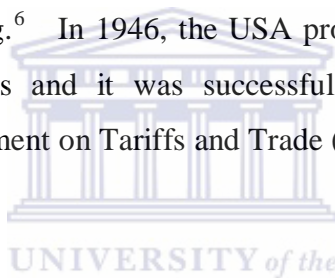 g.6 In 1946, the USA pro
s and it was successful
ment on Tariffs and Trade (
UNIVERSITY of the